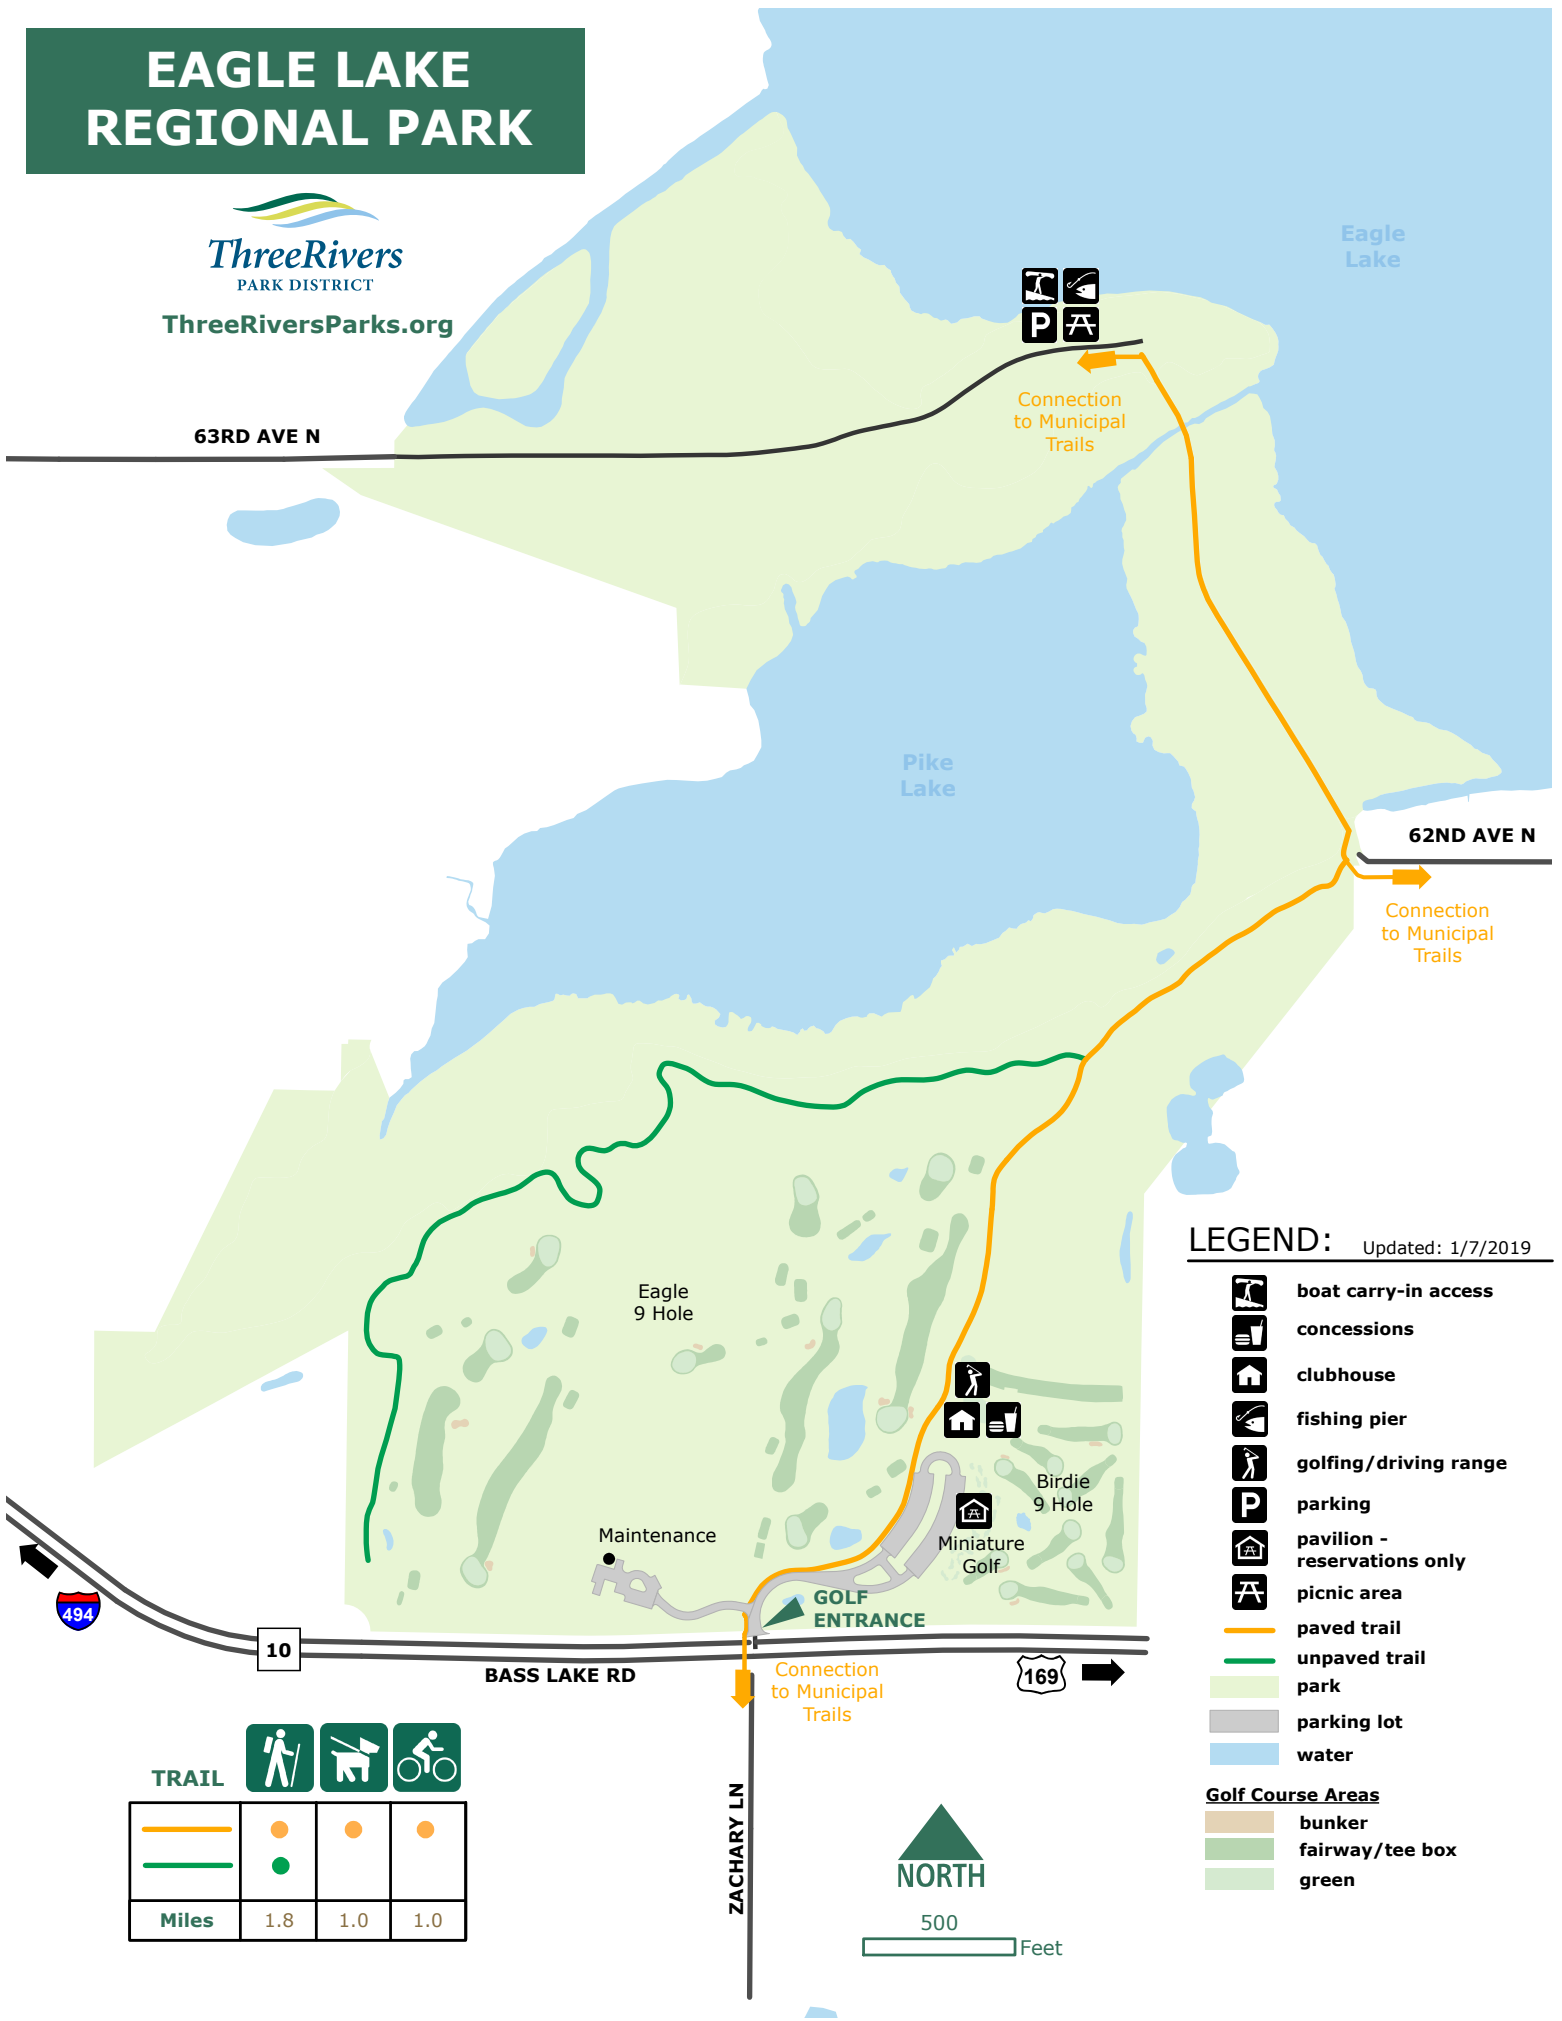 EAGLE LAKE
REGIONAL PARK
ThreeRivers
PARK DISTRICT
ThreeRiversParks.org
Eagle
Lake
P
Connection
to Municipal
Trails
63RD AVE N
Pike
Lake
62ND AVE N
Connection
to Municipal
Trails
Eagle
9 Hole
Birdie
9 Hole
Maintenance
Miniature
Golf
GOLF
ENTRANCE
494
10
BASS LAKE RD
169
Connection
to Municipal
Trails
ZACHARY LN
LEGEND:
Updated: 1/7/2019
boat carry-in access
concessions
clubhouse
fishing pier
golfing/driving range
P
parking
pavilion -
reservations only
picnic area
paved trail
unpaved trail
park
parking lot
water
Golf Course Areas
bunker
fairway/tee box
green
TRAIL
Miles 1.8 1.0 1.0
NORTH
500
Feet